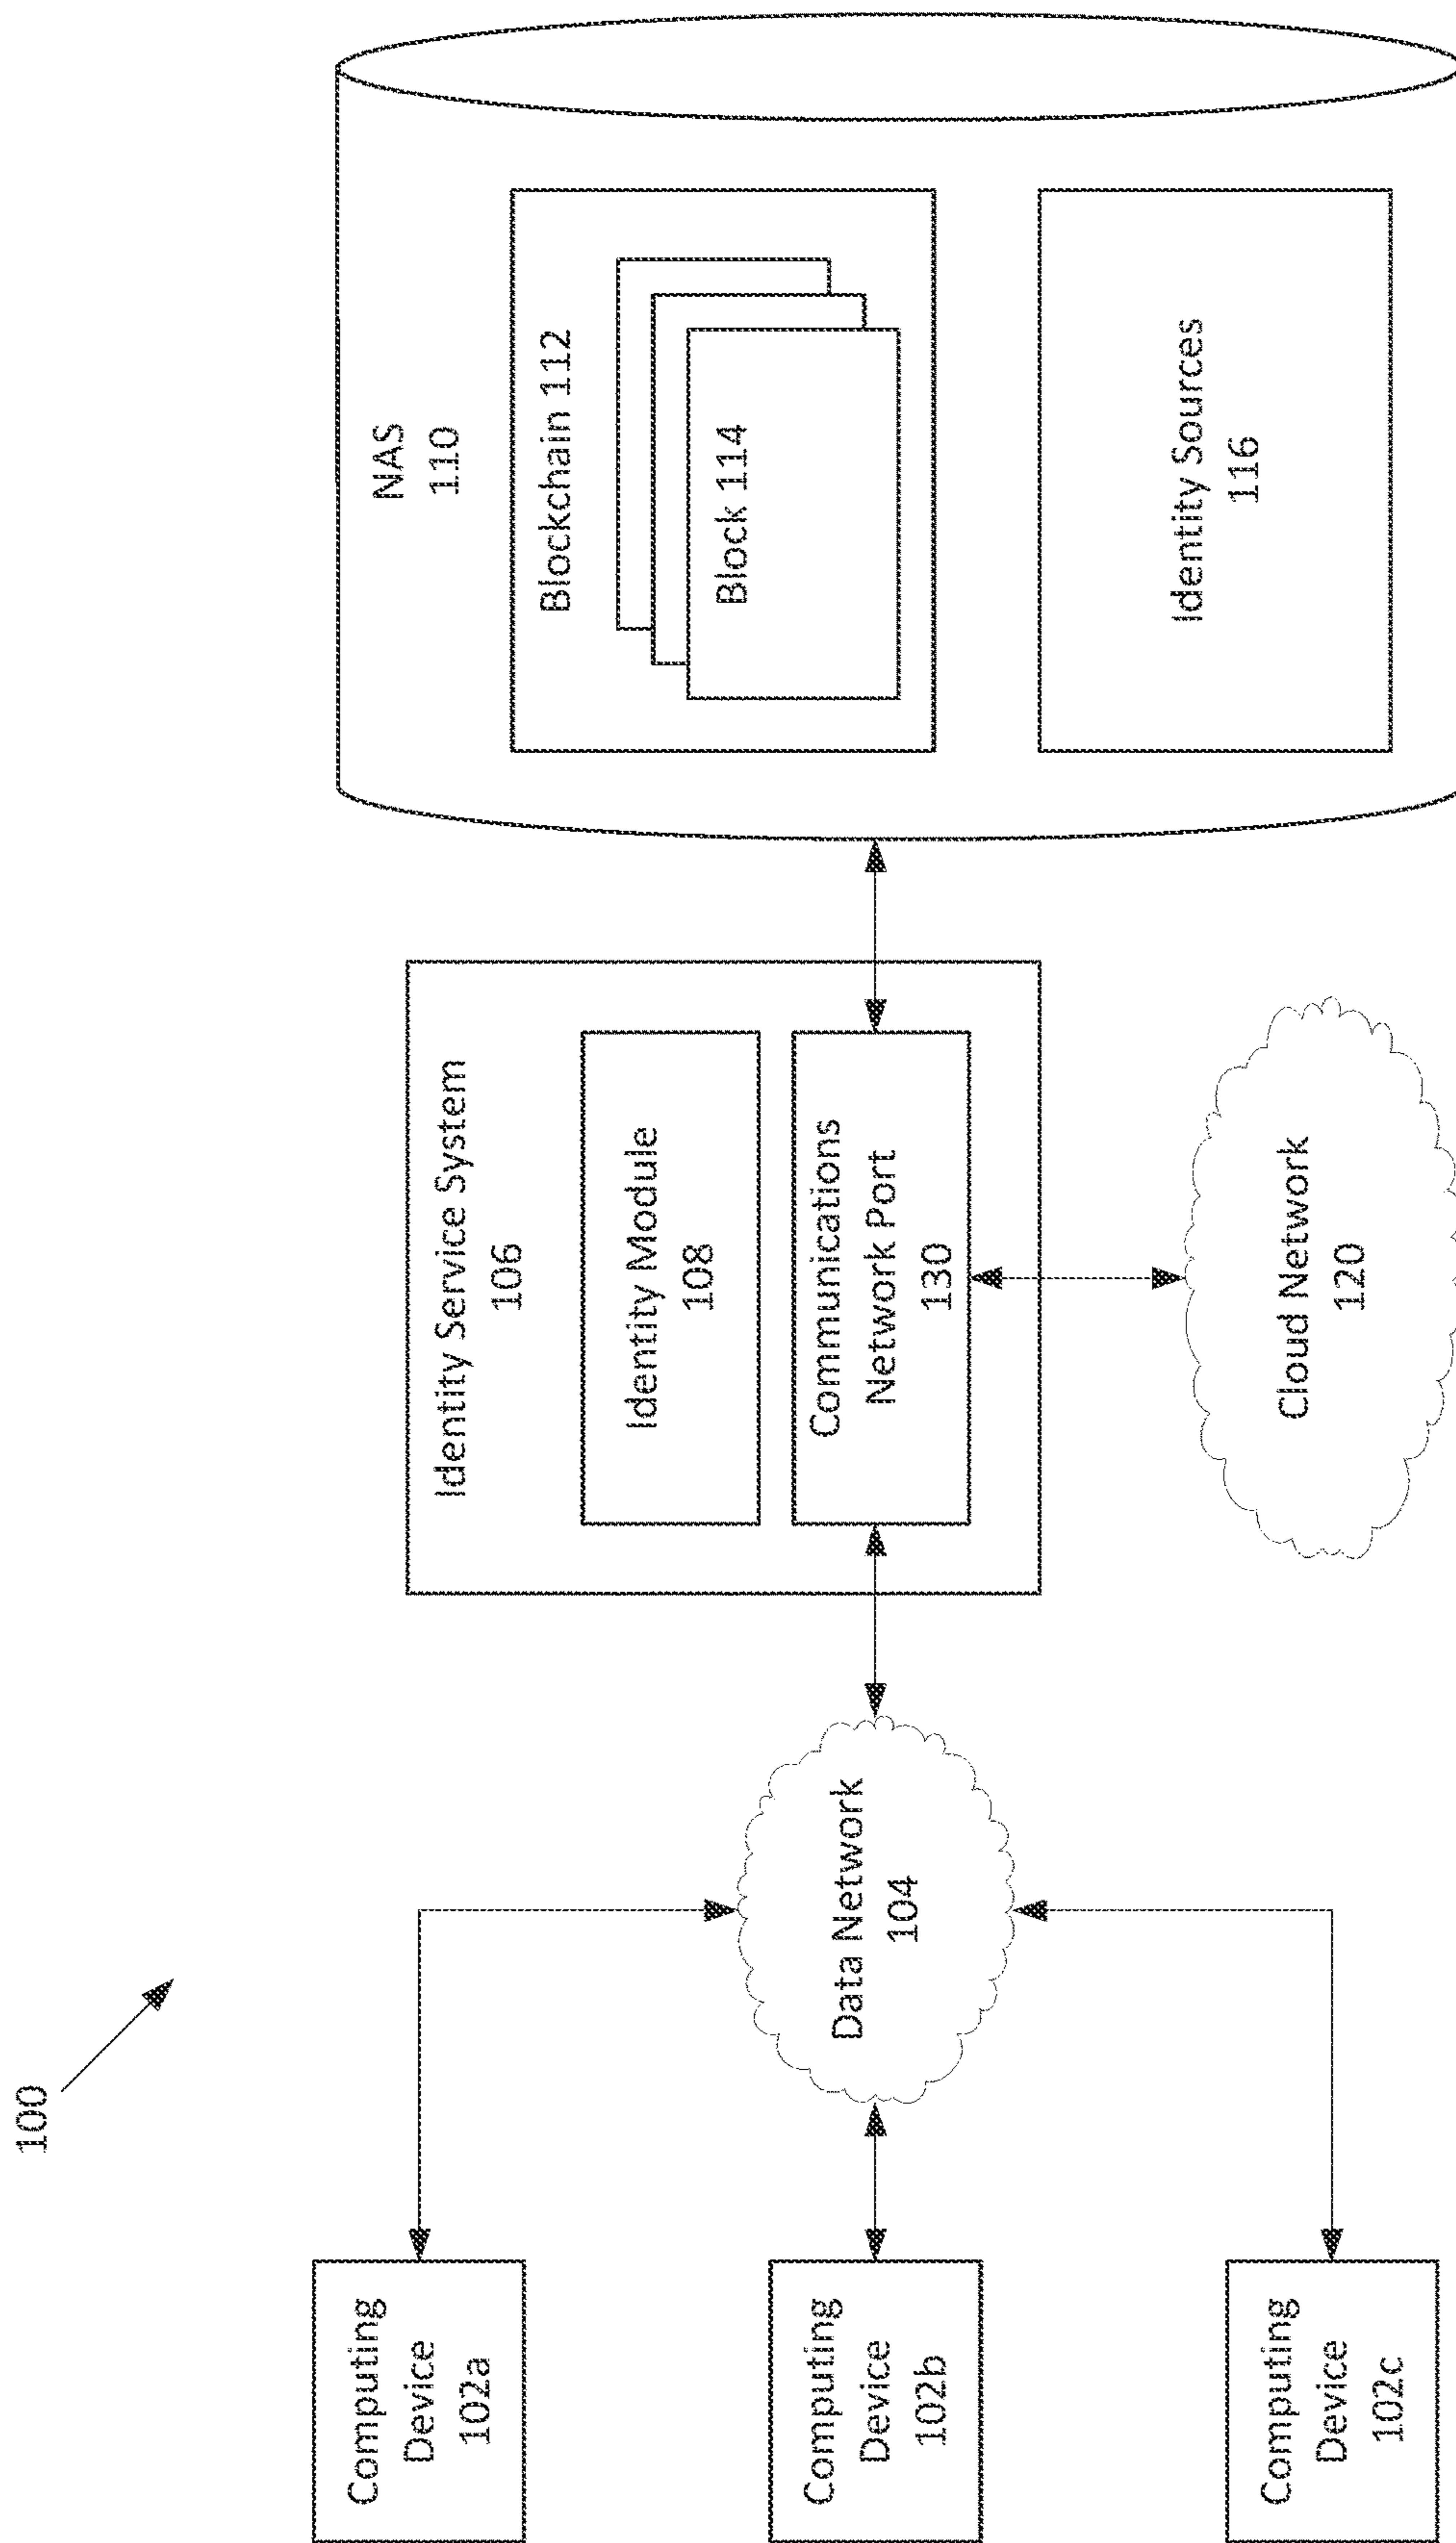 100
Computing
Device
102a
Computing
Device
102b
Computing
Device
102c
Data Network
104
Identity Service System
106
Identity Module
108
Communications
Network Port
130
Cloud Network
120
NAS
110
Blockchain 112
Block 114
Identity Sources
116